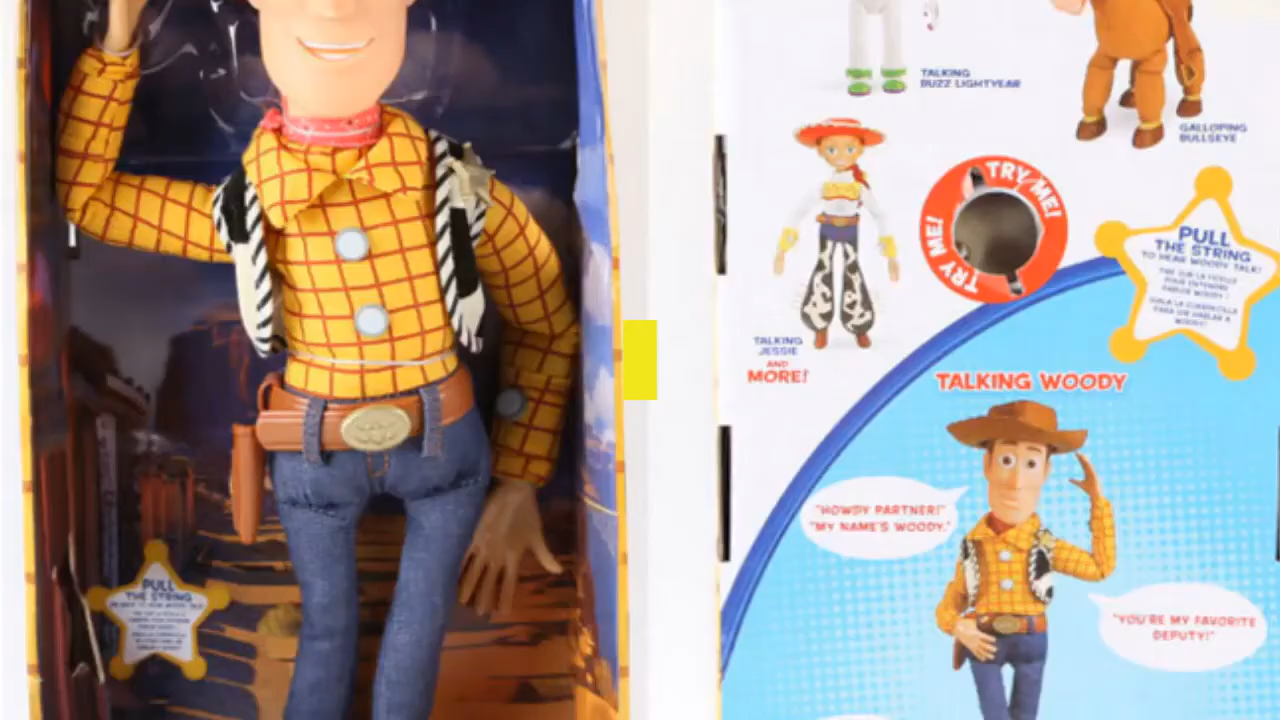 PULL
THE STRING
TALKING
BUZZ LIGHTYEAR
GALLOPING
BULLSEYE
TRY ME!
TRY ME!
PULL
THE STRING
TO HEAR WOODY TALK!
TALKING
JESSIE
AND
MORE!
TALKING WOODY
"HOWDY PARTNER!"
"MY NAME'S WOODY."
"YOU'RE MY FAVORITE
DEPUTY!"